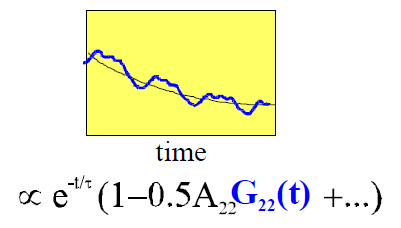 time
∝ e^-t/τ (1–0.5A₂₂G₂₂(t) +...)